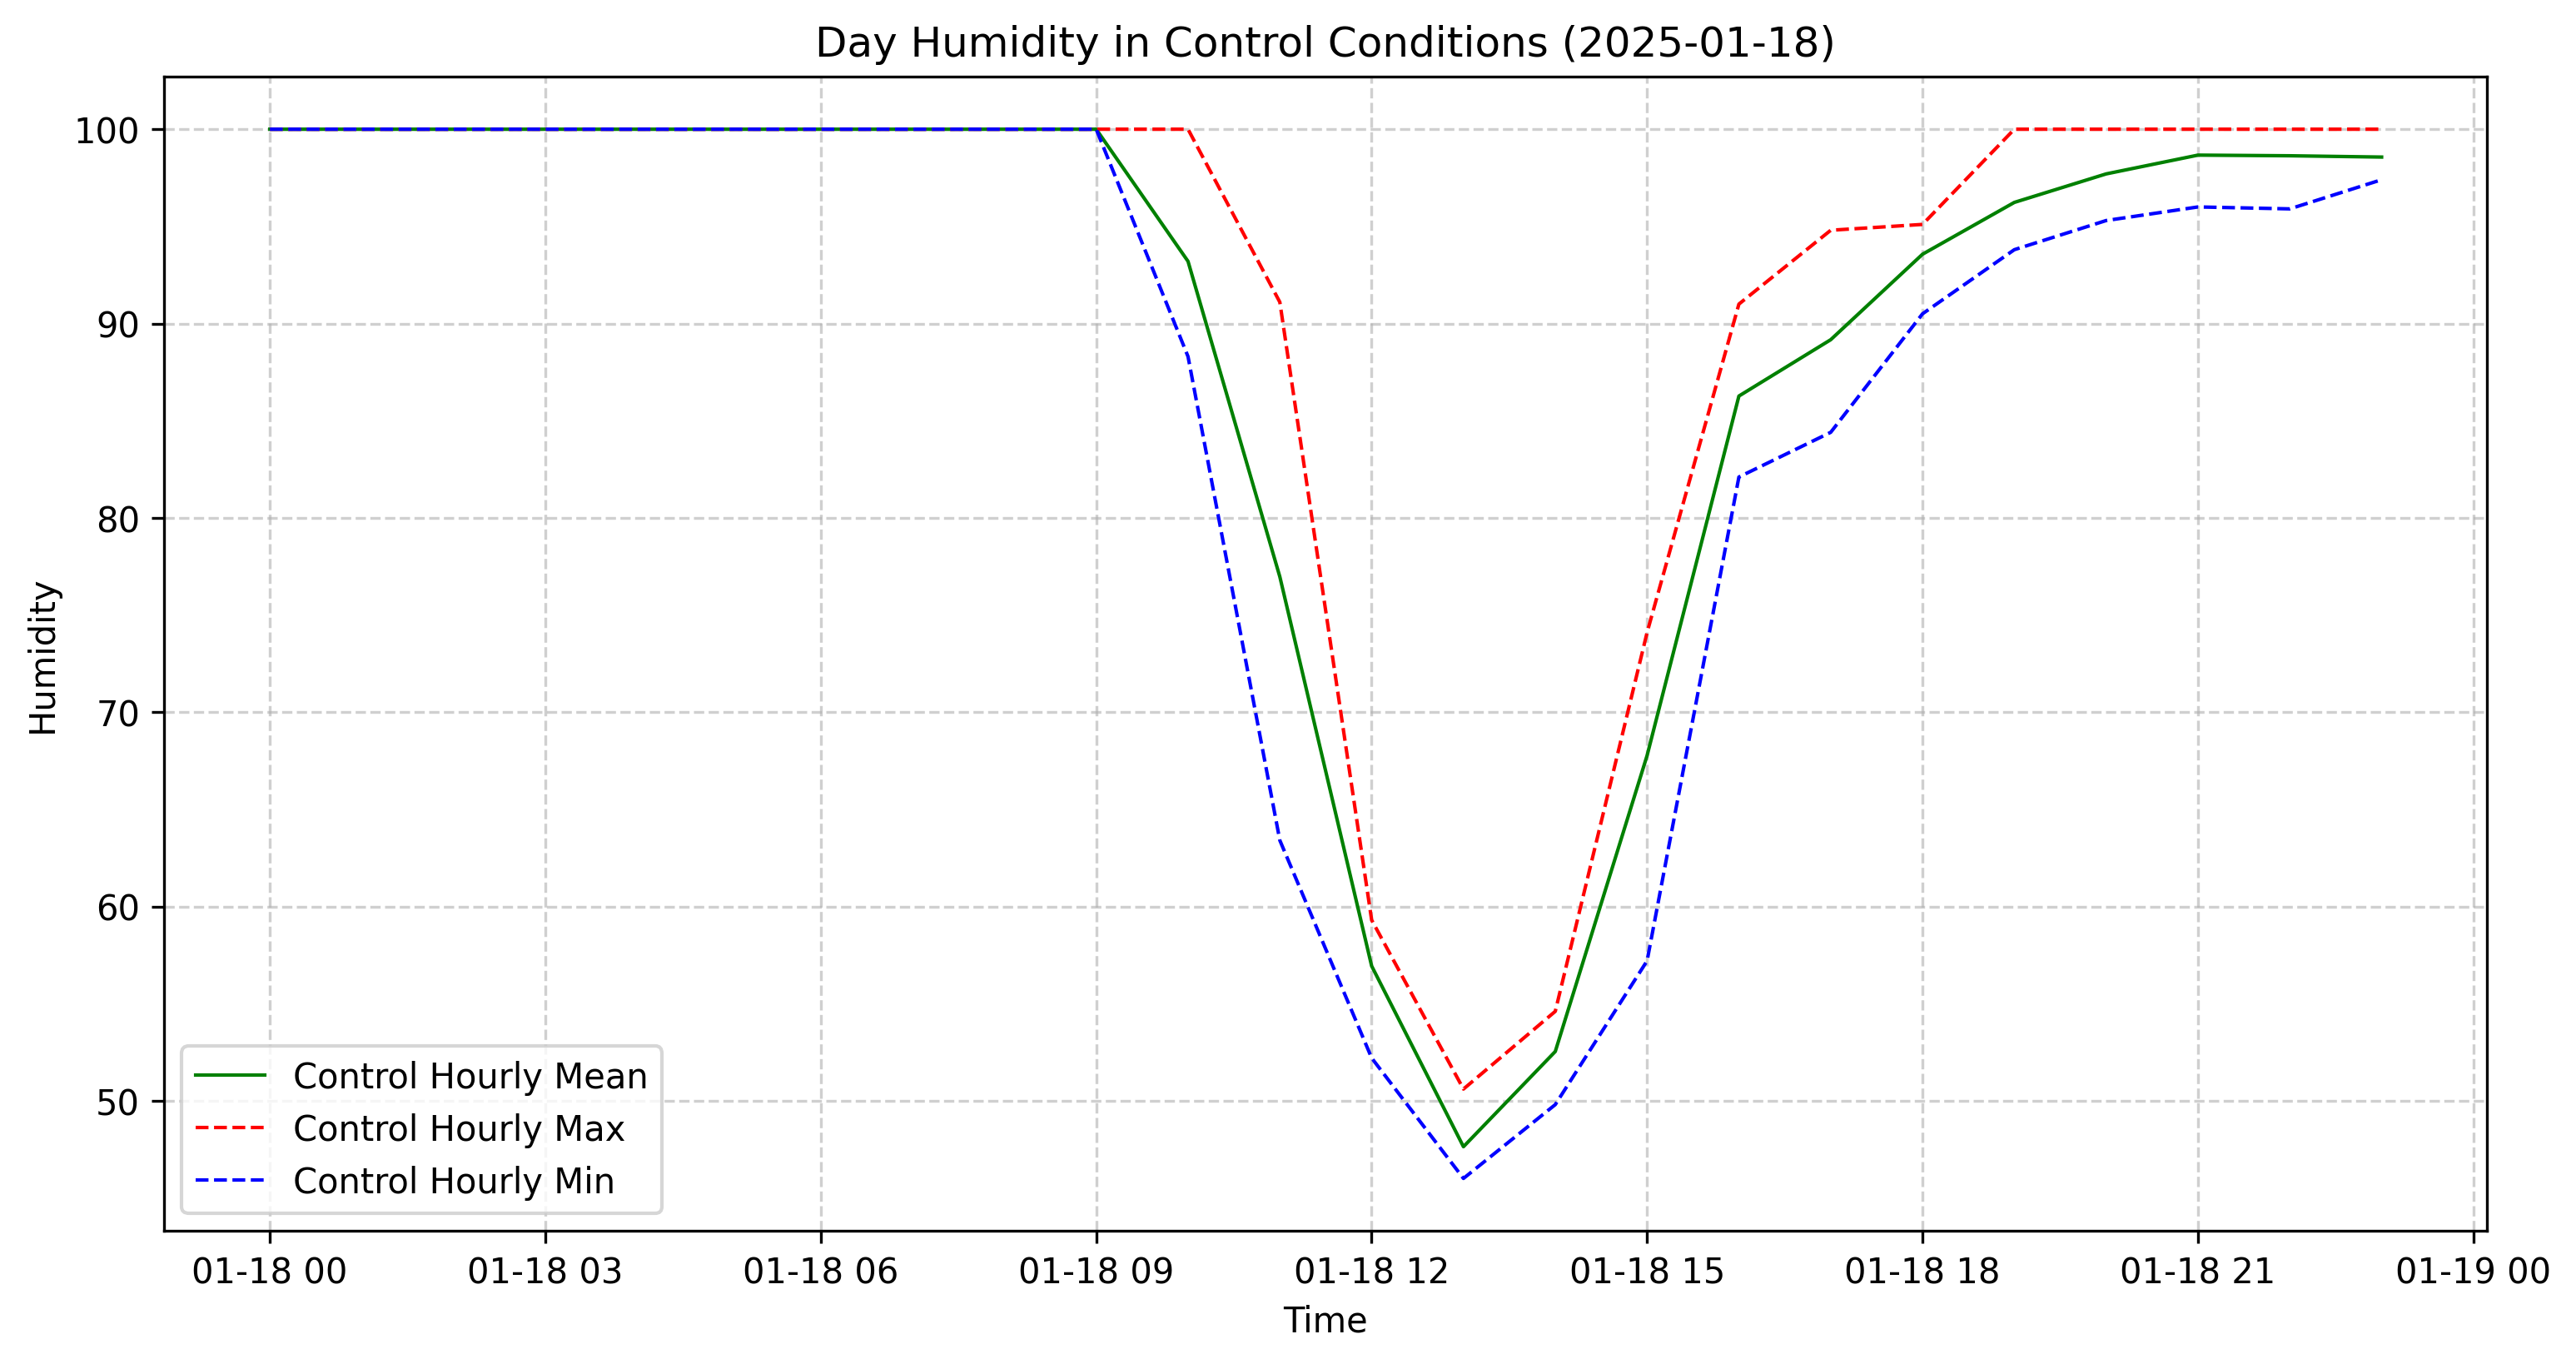 Day Humidity in Control Conditions (2025-01-18)
Humidity
100
90
80
70
60
50
Control Hourly Mean
Control Hourly Max
Control Hourly Min
01-18 00 01-18 03 01-18 06 01-18 09 01-18 12 01-18 15 01-18 18 01-18 21 01-19 00
Time